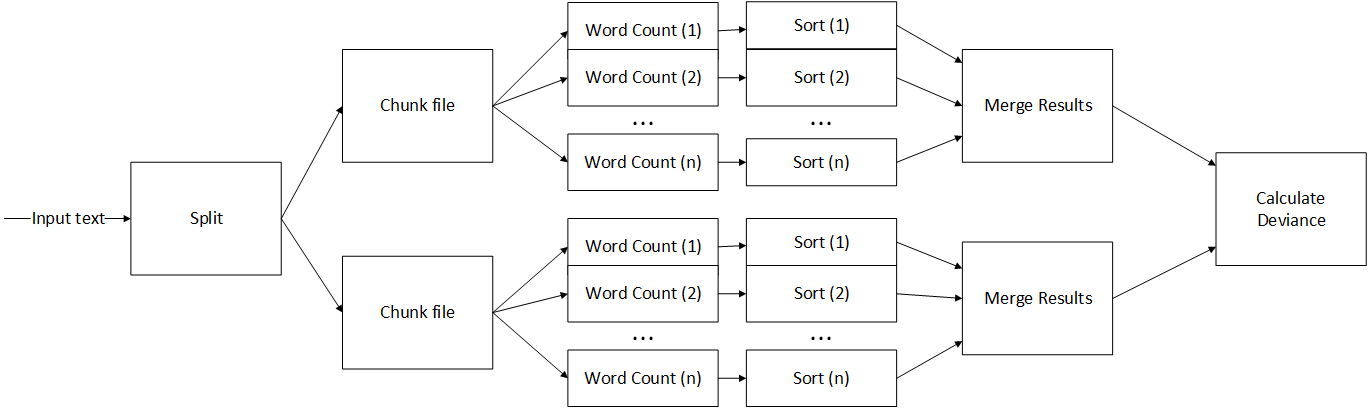 Input text
Split
Chunk file
Word Count (1)
Sort (1)
Word Count (2)
Sort (2)
...
...
Word Count (n)
Sort (n)
Merge Results
Chunk file
Word Count (1)
Sort (1)
Word Count (2)
Sort (2)
...
...
Word Count (n)
Sort (n)
Merge Results
Calculate
Deviance